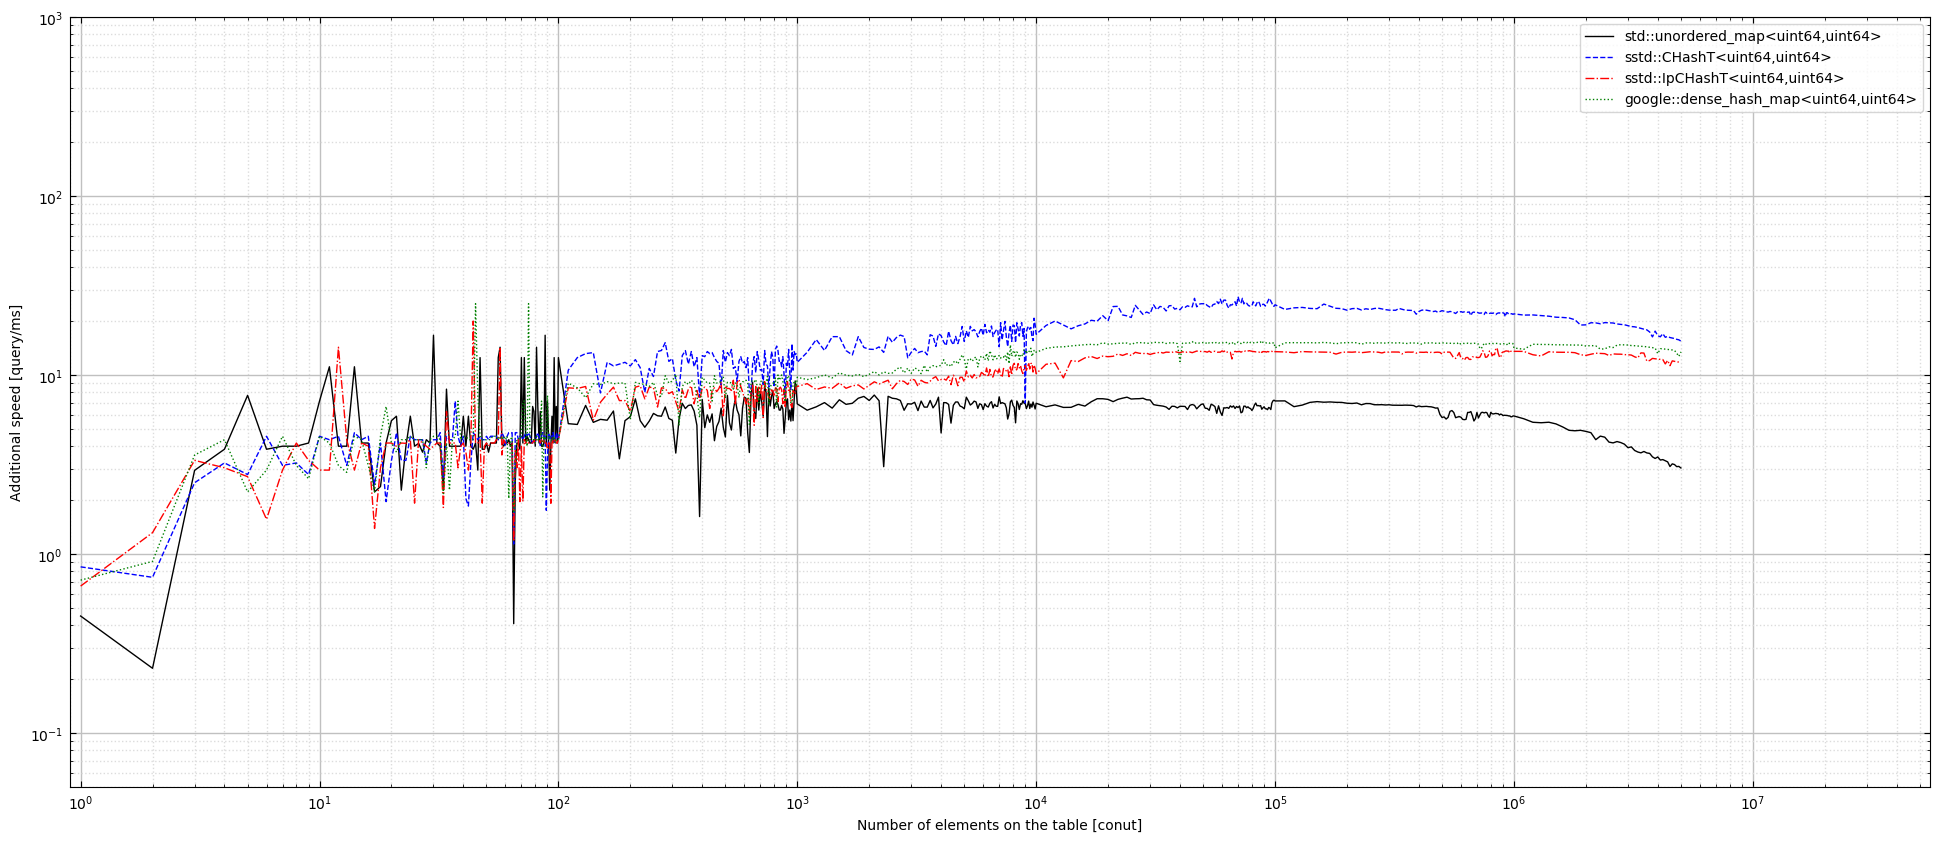 10³
10²
10¹
10⁰
10⁻¹
Additional speed [query/ms]
std::unordered_map<uint64,uint64>
sstd::CHashT<uint64,uint64>
sstd::IpCHashT<uint64,uint64>
google::dense_hash_map<uint64,uint64>
10⁰ 10¹ 10² 10³ 10⁴ 10⁵ 10⁶ 10⁷
Number of elements on the table [conut]